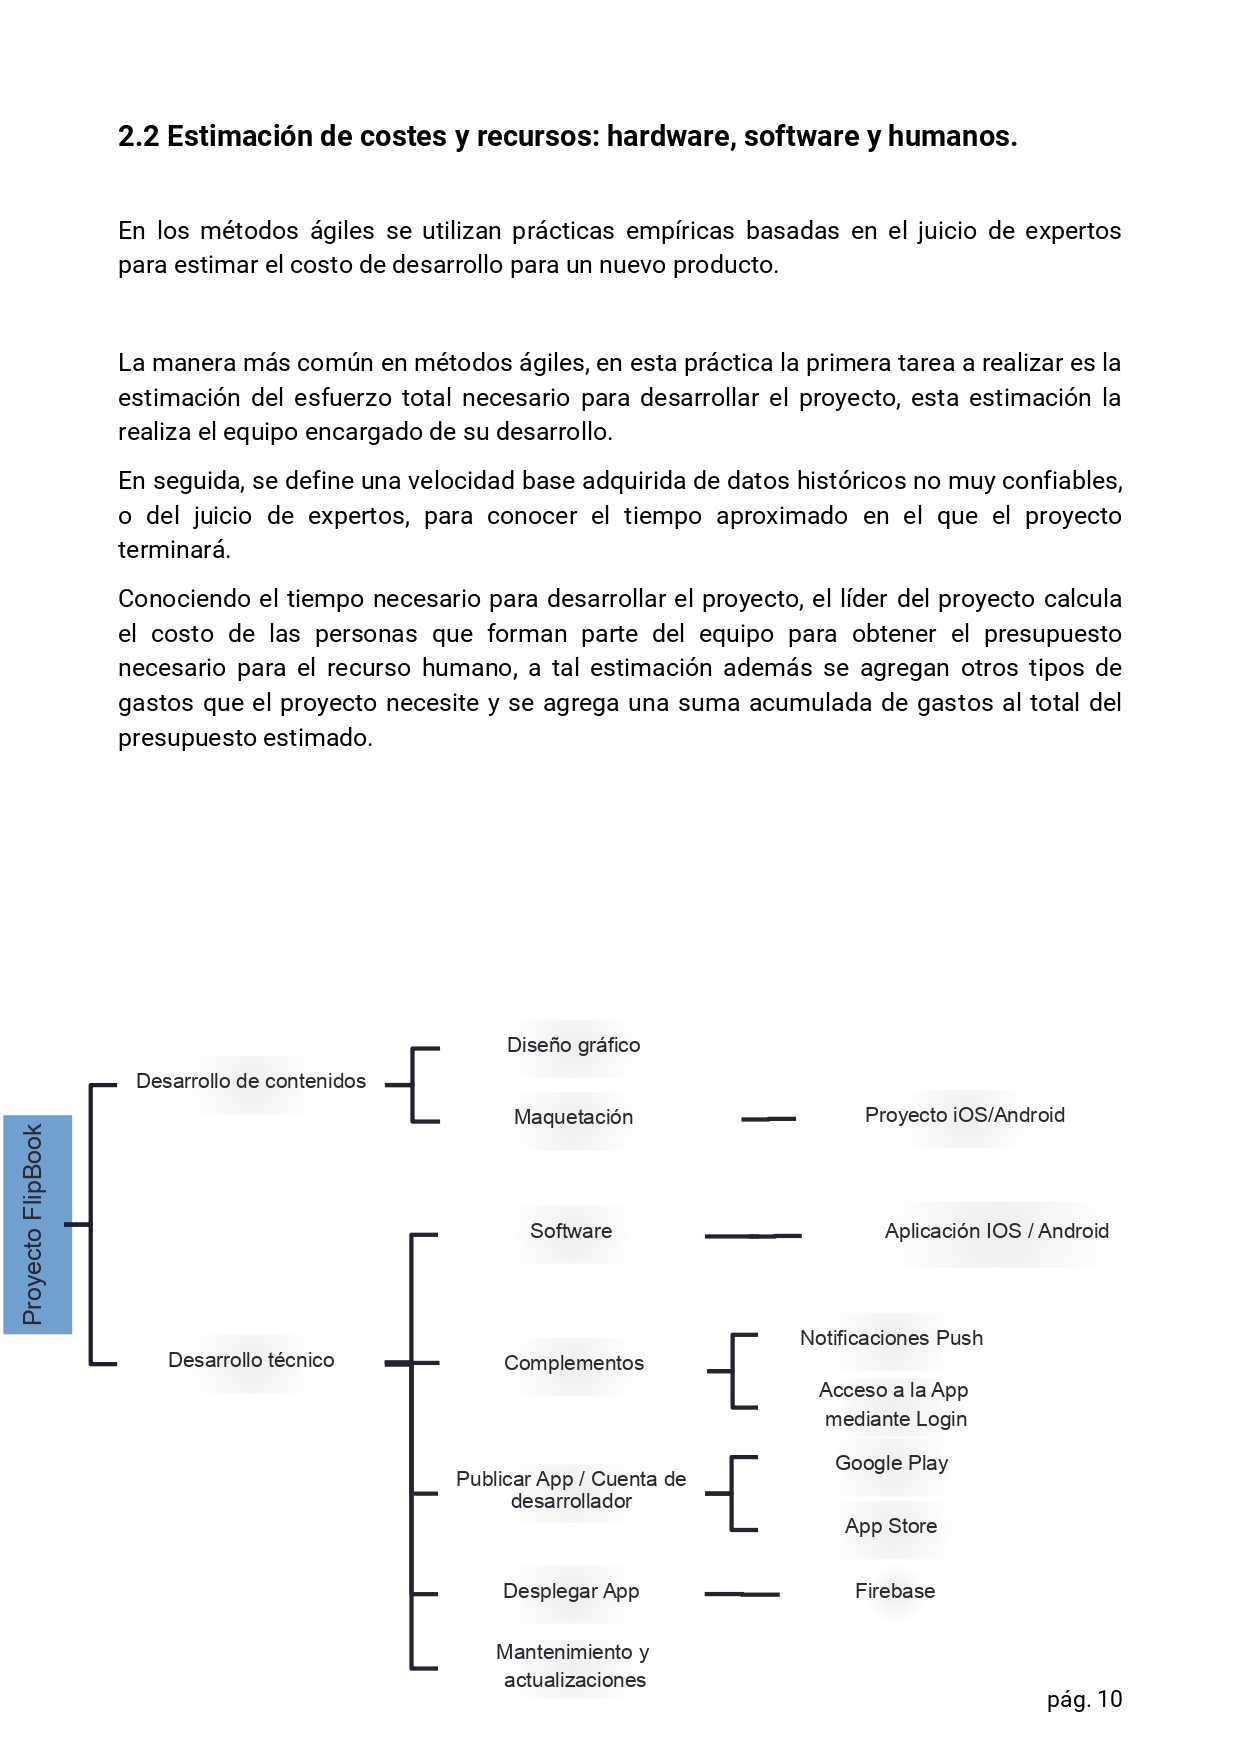 2.2 Estimación de costes y recursos: hardware, software y humanos.
En los métodos ágiles se utilizan prácticas empíricas basadas en el juicio de expertos
para estimar el costo de desarrollo para un nuevo producto.
La manera más común en métodos ágiles, en esta práctica la primera tarea a realizar es la
estimación del esfuerzo total necesario para desarrollar el proyecto, esta estimación la
realiza el equipo encargado de su desarrollo.
En seguida, se define una velocidad base adquirida de datos históricos no muy confiables,
o del juicio de expertos, para conocer el tiempo aproximado en el que el proyecto
terminará.
Conociendo el tiempo necesario para desarrollar el proyecto, el líder del proyecto calcula
el costo de las personas que forman parte del equipo para obtener el presupuesto
necesario para el recurso humano, a tal estimación además se agregan otros tipos de
gastos que el proyecto necesite y se agrega una suma acumulada de gastos al total del
presupuesto estimado.
Proyecto FlipBook
Desarrollo de contenidos
Diseño gráfico
Maquetación
Proyecto iOS/Android
Desarrollo técnico
Software
Aplicación IOS / Android
Complementos
Notificaciones Push
Acceso a la App
mediante Login
Publicar App / Cuenta de
desarrollador
Google Play
App Store
Desplegar App
Firebase
Mantenimiento y
actualizaciones
pág. 10